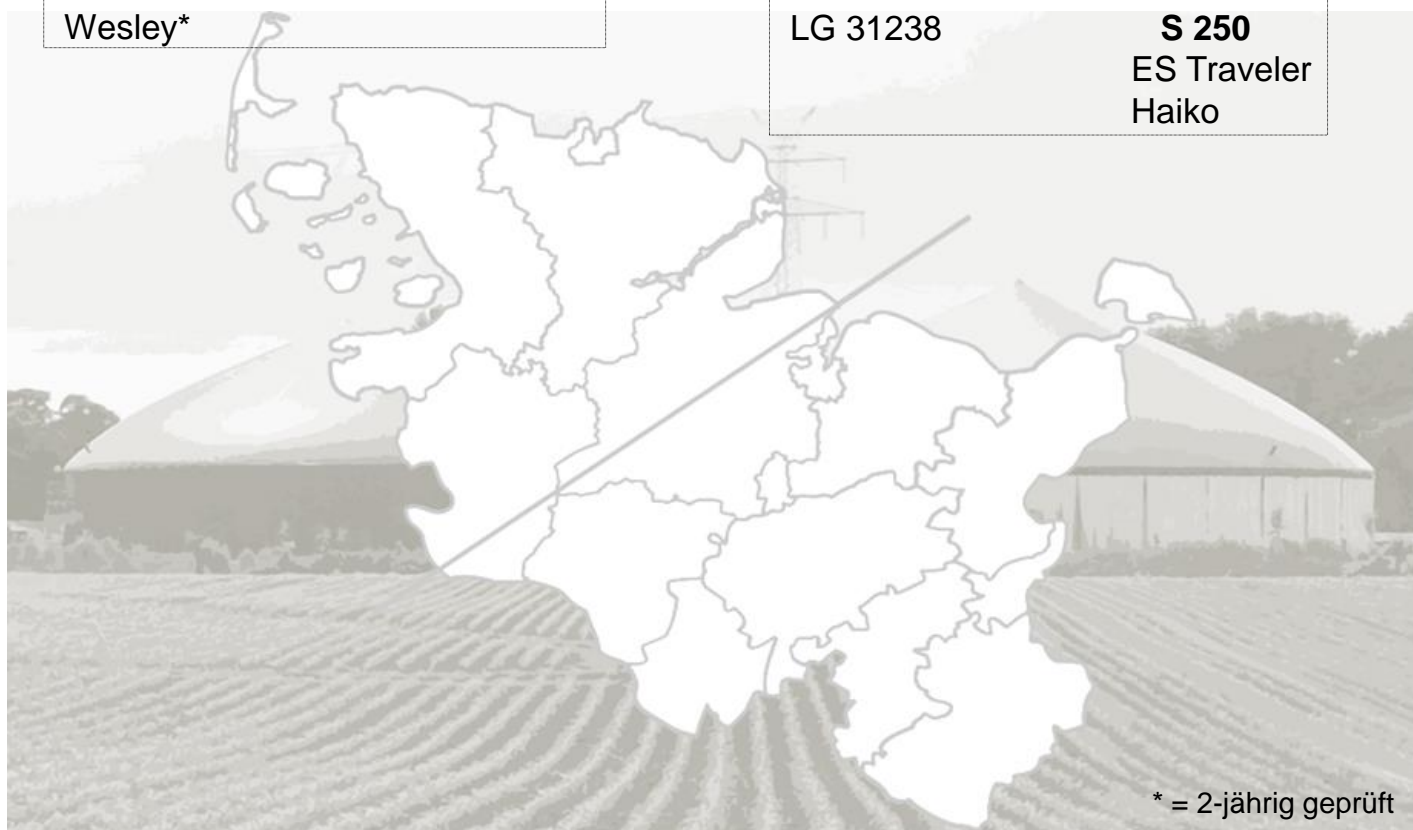 Wesley*
LG 31238 S 250
ES Traveler
Haiko
* = 2-jährig geprüft